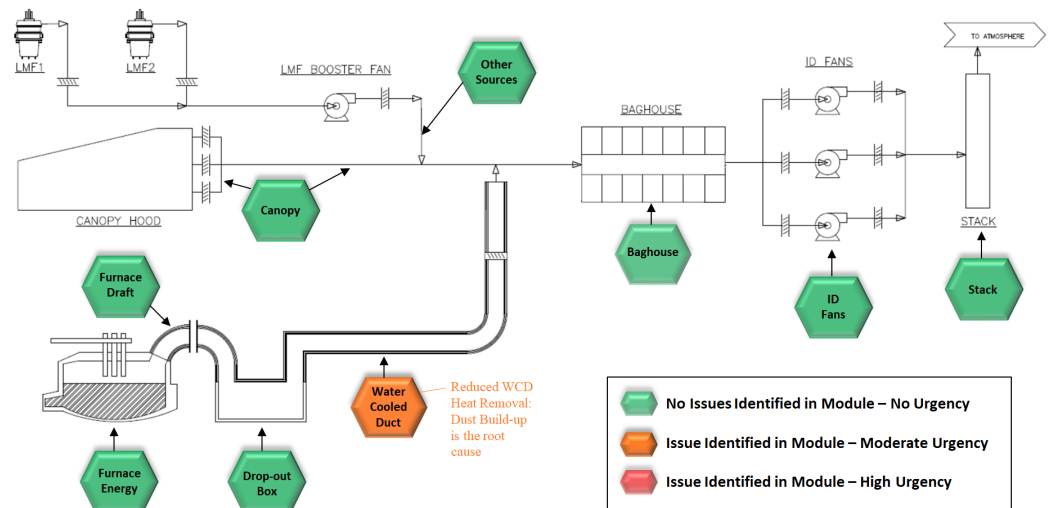 TO ATMOSPHERE
LMF1
LMF2
LMF BOOSTER FAN
Other
Sources
ID FANS
BAGHOUSE
CANOPY HOOD
Canopy
Baghouse
STACK
Furnace
Draft
ID
Fans
Stack
Water
Cooled
Duct
Reduced WCD
Heat Removal:
Dust Build-up
is the root
cause
Furnace
Energy
Drop-out
Box
No Issues Identified in Module – No Urgency
Issue Identified in Module – Moderate Urgency
Issue Identified in Module – High Urgency